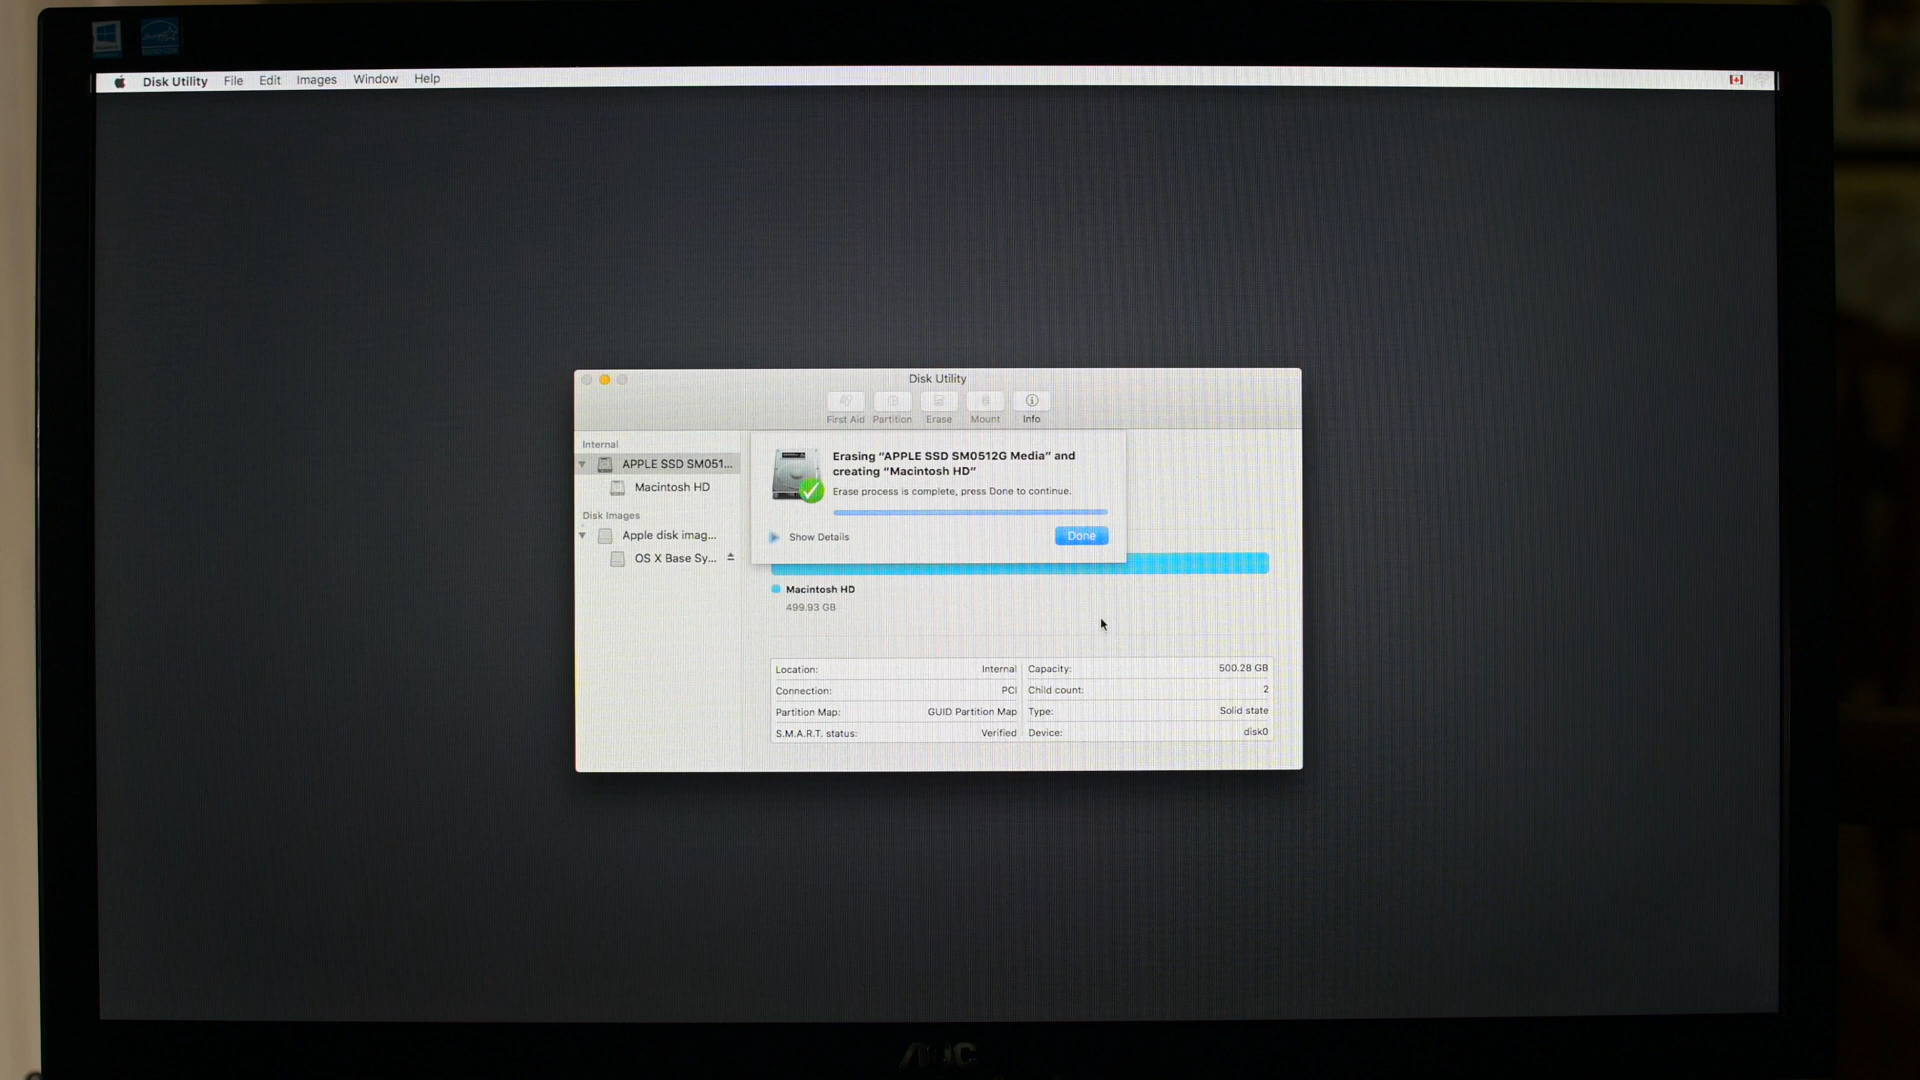 Disk Utility File Edit Images Window Help
Disk Utility
First Aid Partition Erase Mount Info
Internal
APPLE SSD SM051...
Macintosh HD
Disk Images
Apple disk imag...
OS X Base Sy...
Erasing “APPLE SSD SM0512G Media” and
creating “Macintosh HD”
Erase process is complete, press Done to continue.
Show Details Done
Macintosh HD
499.93 GB
Location: Internal Capacity: 500.28 GB
Connection: PCI Child count: 2
Partition Map: GUID Partition Map Type: Solid state
S.M.A.R.T. status: Verified Device: disk0
AOC